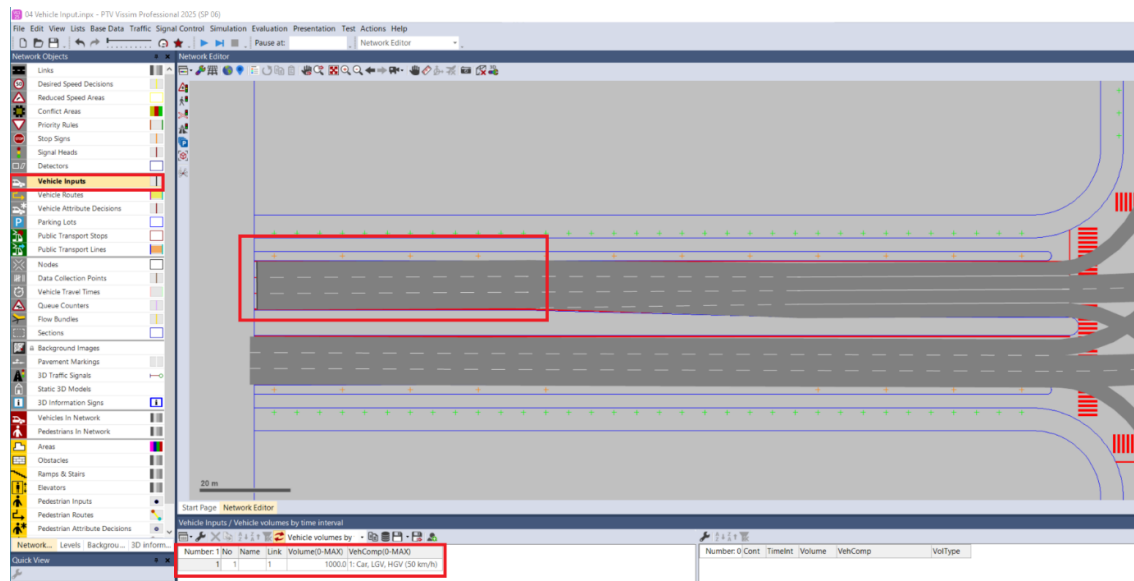 04 Vehicle Input.inpx - PTV Vissim Professional 2025 (SP 06)
File Edit View Lists Base Data Traffic Signal Control Simulation Evaluation Presentation Test Actions Help
Pause at: Network Editor
Network Objects
Links
Desired Speed Decisions
Reduced Speed Areas
Conflict Areas
Priority Rules
Stop Signs
Signal Heads
Detectors
Vehicle Inputs
Vehicle Routes
Vehicle Attribute Decisions
Parking Lots
Public Transport Stops
Public Transport Lines
Nodes
Data Collection Points
Vehicle Travel Times
Queue Counters
Flow Bundles
Sections
Background Images
Pavement Markings
3D Traffic Signals
Static 3D Models
3D Information Signs
Vehicles In Network
Pedestrians In Network
Areas
Obstacles
Ramps & Stairs
Elevators
Pedestrian Inputs
Pedestrian Routes
Pedestrian Attribute Decisions
Network... Levels Backgrou... 3D inform...
Quick View
Network Editor
20 m
Start Page Network Editor
Vehicle Inputs / Vehicle volumes by time interval
Vehicle volumes by
Number: 1 No Name Link Volume(0-MAX) VehComp(0-MAX)
1 1 1 1000.0 1: Car, LGV, HGV (50 km/h)
Number: 0 Cont TimeInt Volume VehComp VolType